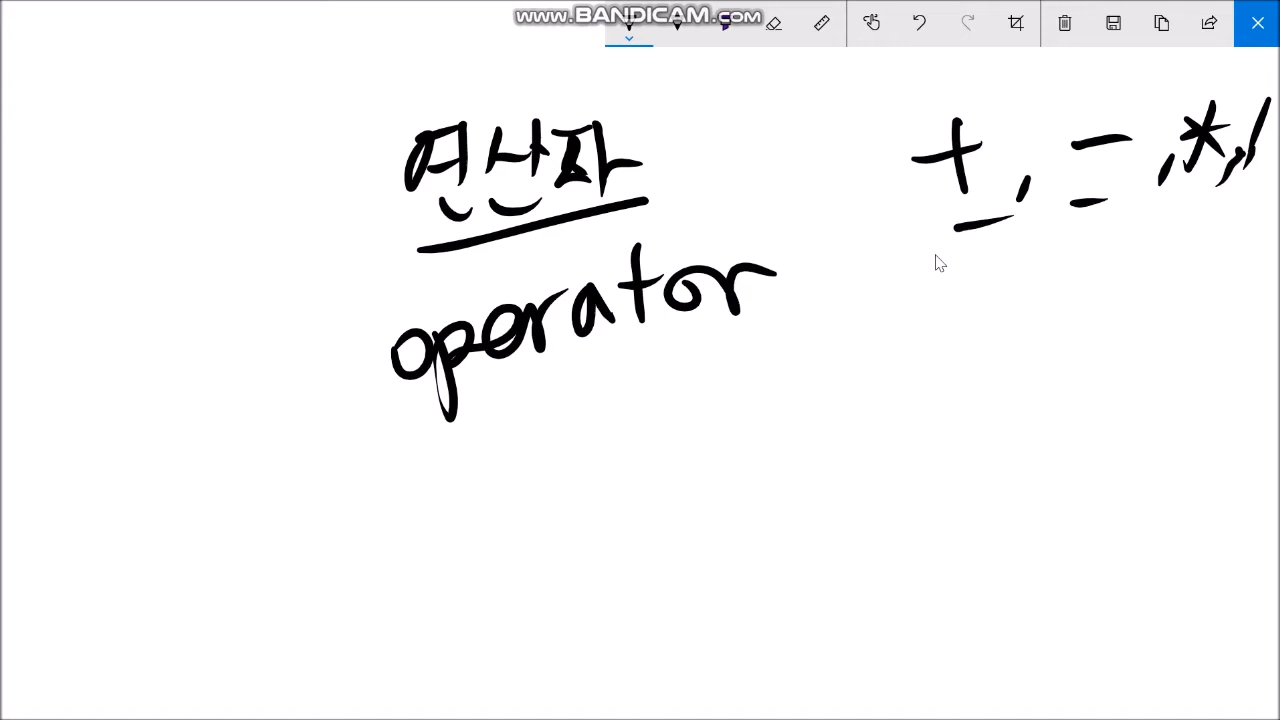 www.BANDICAM.com
연산자
+, -, *, /
operator